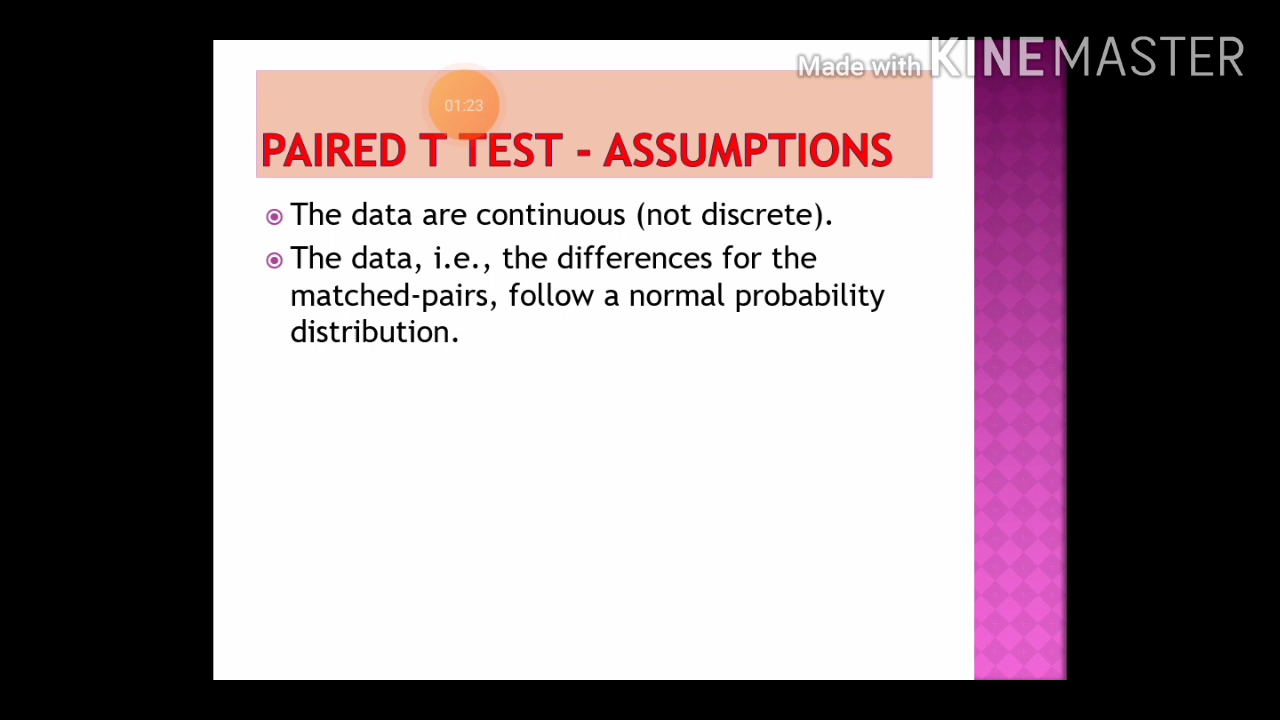 Made with KINEMASTER
01:23
PAIRED T TEST - ASSUMPTIONS
The data are continuous (not discrete).
The data, i.e., the differences for the
matched-pairs, follow a normal probability
distribution.